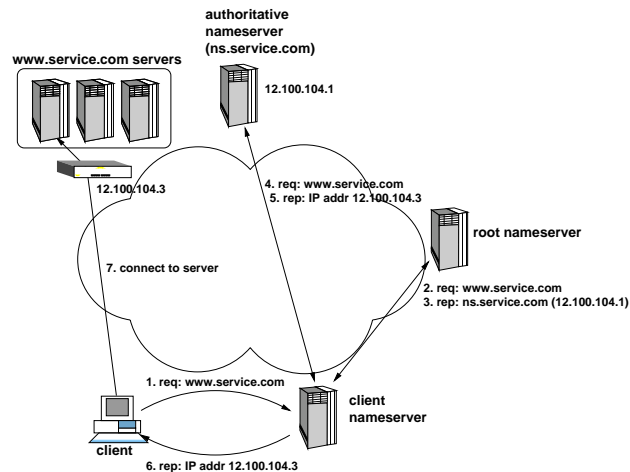 authoritative
nameserver
(ns.service.com)
www.service.com servers
12.100.104.1
12.100.104.3
4. req: www.service.com
5. rep: IP addr 12.100.104.3
root nameserver
7. connect to server
2. req: www.service.com
3. rep: ns.service.com (12.100.104.1)
1. req: www.service.com
client
nameserver
client
6. rep: IP addr 12.100.104.3